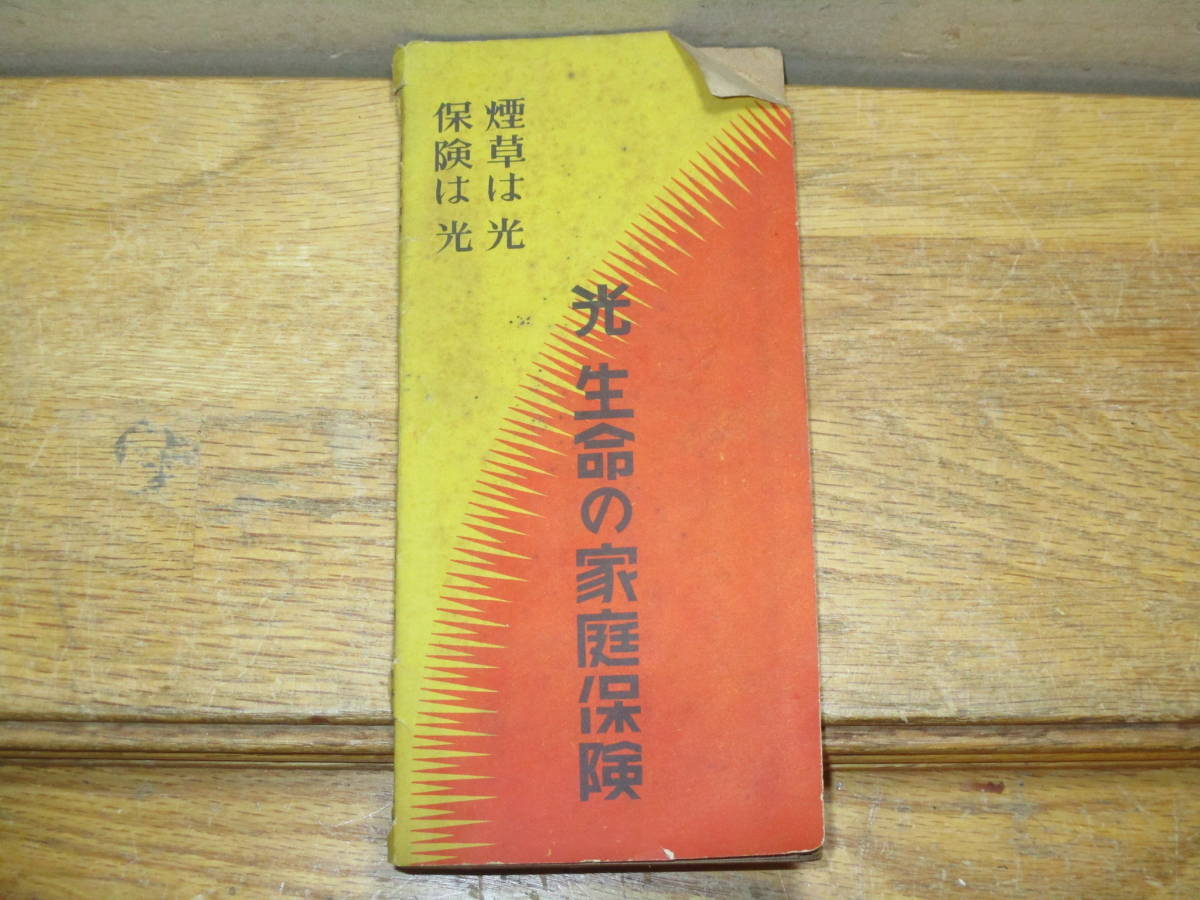 煙草は 光
保険は 光
光 生命の家庭保険